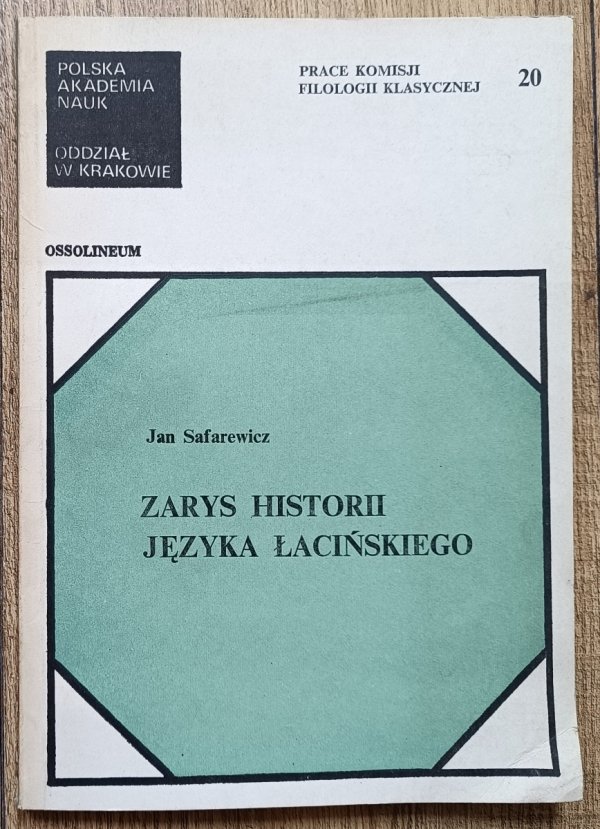 POLSKA
AKADEMIA
NAUK
ODDZIAŁ
W KRAKOWIE
PRACE KOMISJI
FILOLOGII KLASYCZNEJ
20
OSSOLINEUM
Jan Safarewicz
ZARYS HISTORII
JĘZYKA ŁACIŃSKIEGO